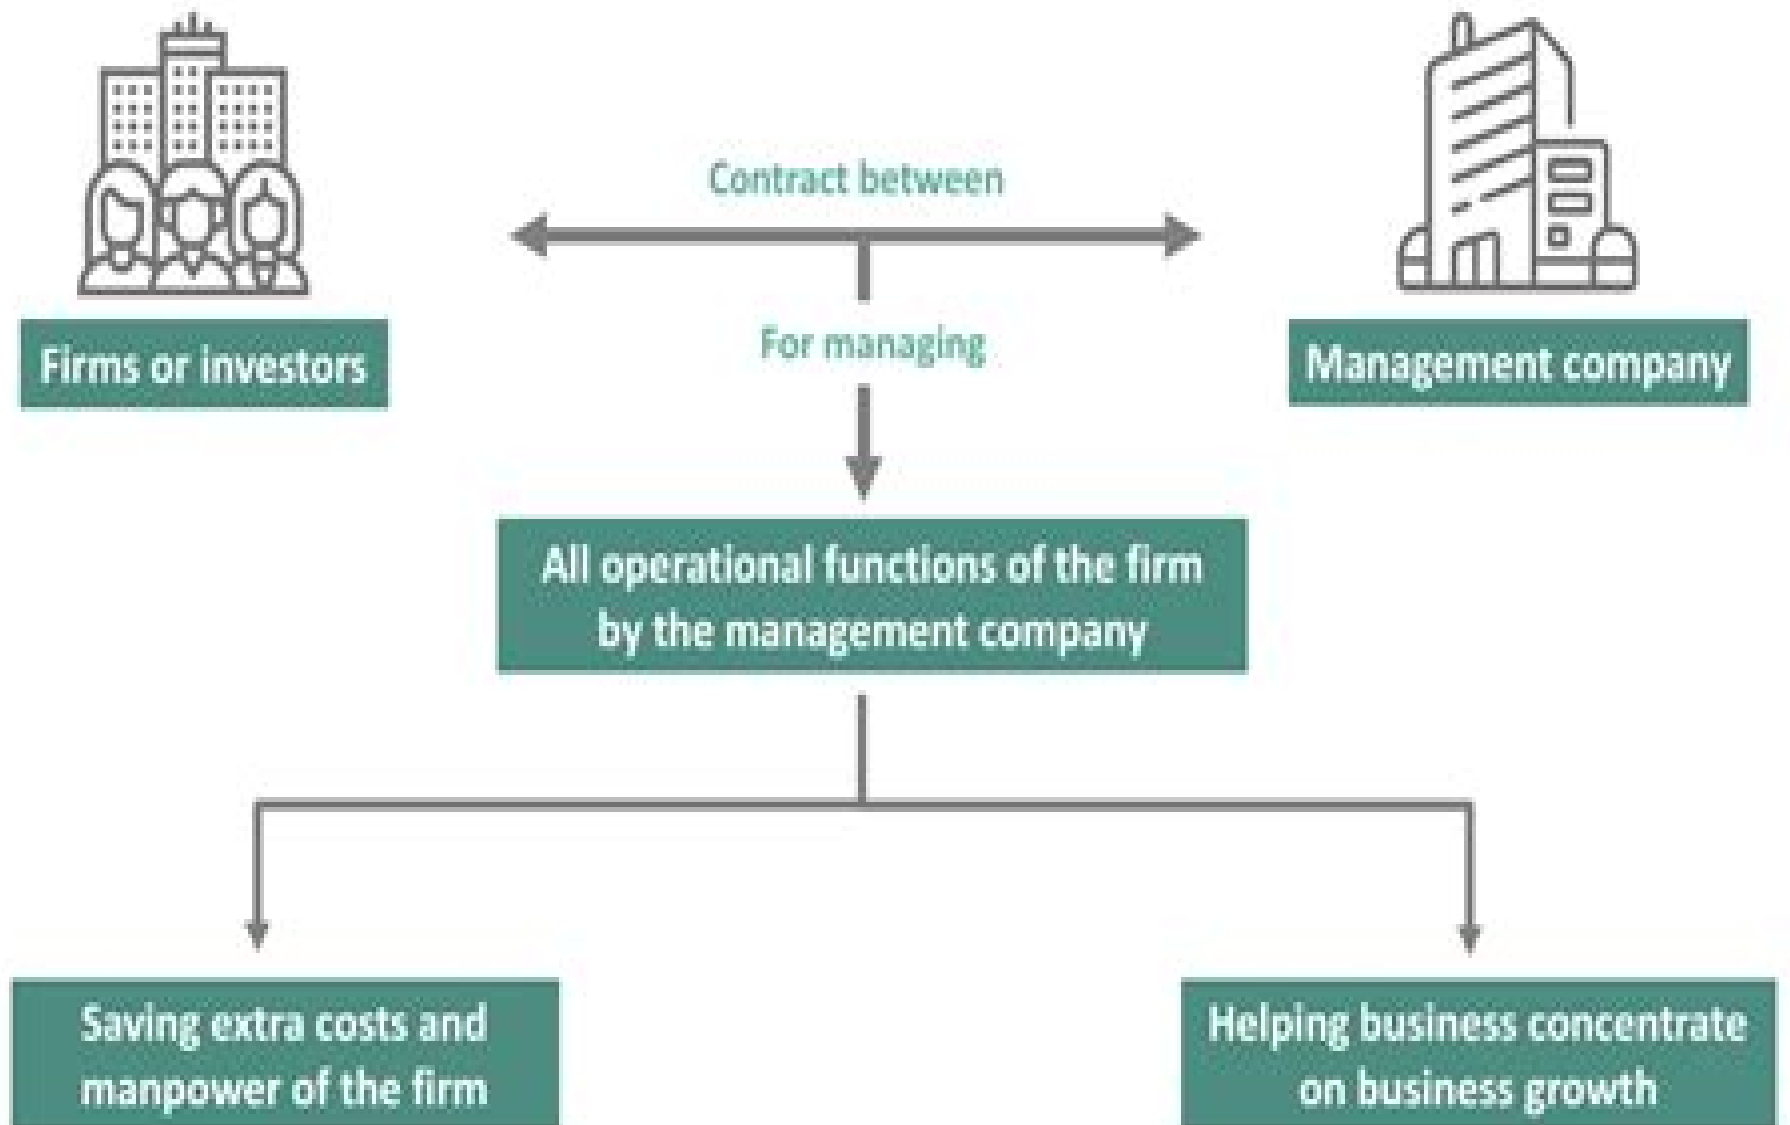 Contract between
For managing
Firms or investors
Management company
All operational functions of the firm
by the management company
Saving extra costs and
manpower of the firm
Helping business concentrate
on business growth